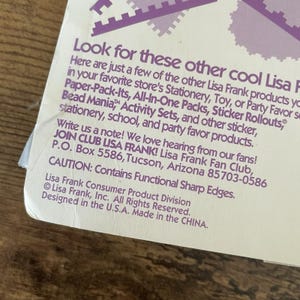 Look for these other cool Lisa F
Here are just a few of the other Lisa Frank products y
in your favorite store's Stationery, Toy, or Party Favor se
Paper-Pack-Its, All-In-One Packs, Sticker Rollouts,®
Bead Mania,™ Activity Sets, and other sticker,
stationery, school, and party favor products.
Write us a note! We love hearing from our fans!
JOIN CLUB LISA FRANK! Lisa Frank Fan Club,
P.O. Box 5586, Tucson, Arizona 85703-0586
CAUTION: Contains Functional Sharp Edges.
Lisa Frank Consumer Product Division
©Lisa Frank, Inc. All Rights Reserved.
Designed in the U.S.A. Made in the CHINA.